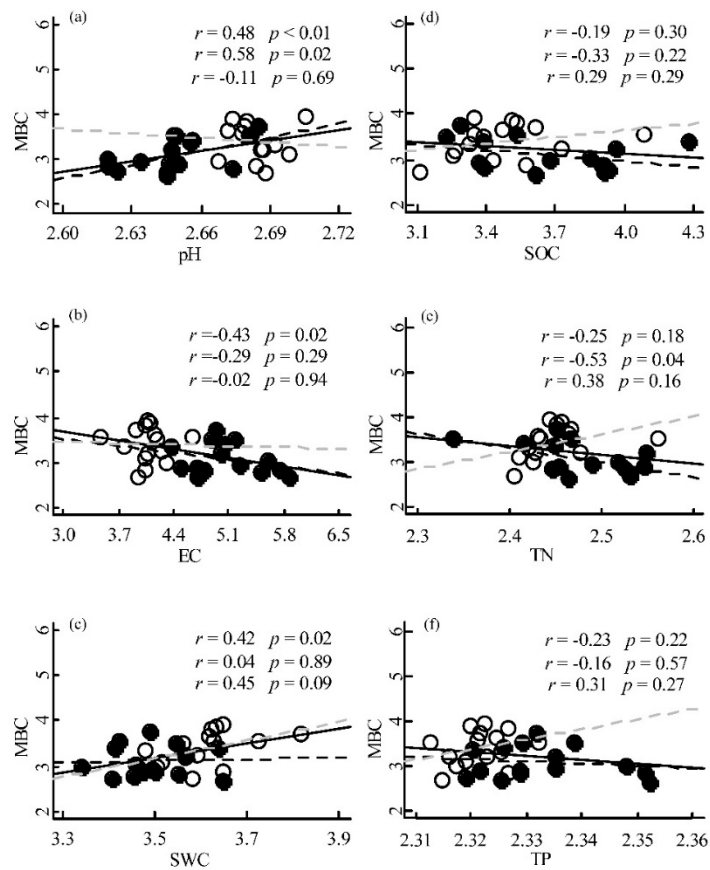 (a)
r = 0.48 p < 0.01
r = 0.58 p = 0.02
r = -0.11 p = 0.69
MBC
2 3 4 5 6
2.60 2.63 2.66 2.69 2.72
pH
(d)
r = -0.19 p = 0.30
r = -0.33 p = 0.22
r = 0.29 p = 0.29
MBC
2 3 4 5 6
3.1 3.4 3.7 4.0 4.3
SOC
(b)
r =-0.43 p = 0.02
r =-0.29 p = 0.29
r =-0.02 p = 0.94
MBC
2 3 4 5 6
3.0 3.7 4.4 5.1 5.8 6.5
EC
(e)
r = -0.25 p = 0.18
r = -0.53 p = 0.04
r = 0.38 p = 0.16
MBC
2 3 4 5 6
2.3 2.4 2.5 2.6
TN
(c)
r = 0.42 p = 0.02
r = 0.04 p = 0.89
r = 0.45 p = 0.09
MBC
2 3 4 5 6
3.3 3.5 3.7 3.9
SWC
(f)
r = -0.23 p = 0.22
r = -0.16 p = 0.57
r = 0.31 p = 0.27
MBC
2 3 4 5 6
2.31 2.32 2.33 2.34 2.35 2.36
TP